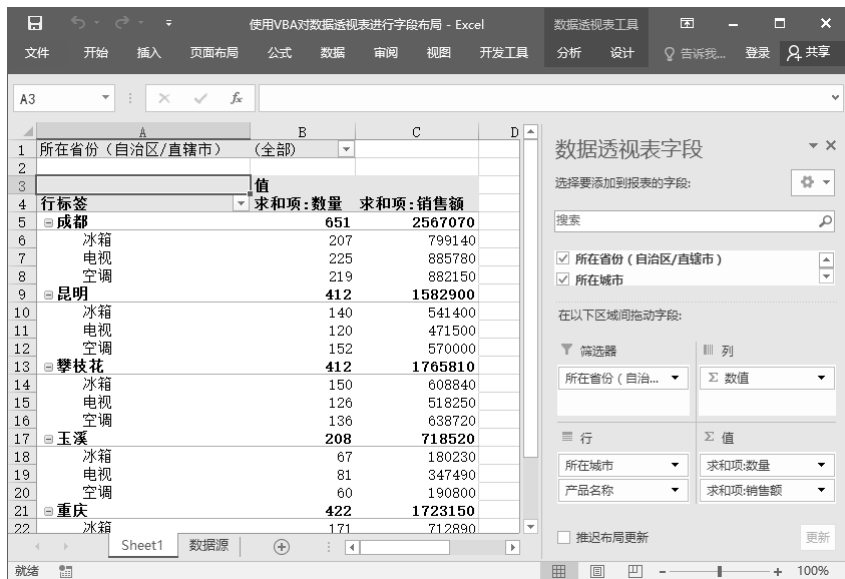 使用VBA对数据透视表进行字段布局 - Excel
数据透视表工具
文件 开始 插入 页面布局 公式 数据 审阅 视图 开发工具 分析 设计 告诉我... 登录 共享
A3 fx
A B C D
1 所在省份（自治区/直辖市） (全部)
2
3 值
4 行标签 求和项:数量 求和项:销售额
5 成都 651 2567070
6 冰箱 207 799140
7 电视 225 885780
8 空调 219 882150
9 昆明 412 1582900
10 冰箱 140 541400
11 电视 120 471500
12 空调 152 570000
13 攀枝花 412 1765810
14 冰箱 150 608840
15 电视 126 518250
16 空调 136 638720
17 玉溪 208 718520
18 冰箱 67 180230
19 电视 81 347490
20 空调 60 190800
21 重庆 422 1723150
22 冰箱 171 712890
Sheet1 数据源
就绪
100%
数据透视表字段
选择要添加到报表的字段:
搜索
所在省份（自治区/直辖市）
所在城市
在以下区域间拖动字段:
筛选器
所在省份（自治...
列
Σ 数值
行
所在城市
产品名称
Σ 值
求和项:数量
求和项:销售额
推迟布局更新 更新